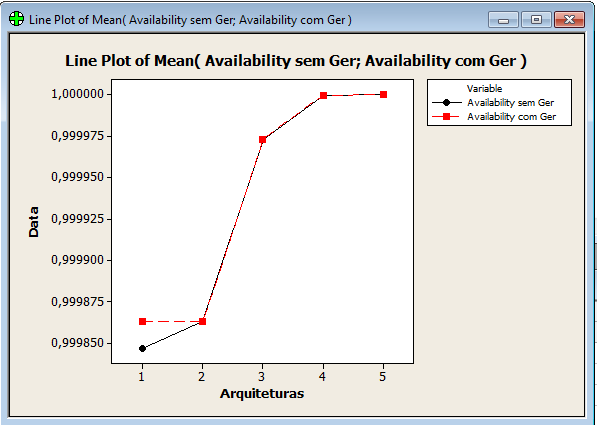 Line Plot of Mean( Availability sem Ger; Availability com Ger )
Line Plot of Mean( Availability sem Ger; Availability com Ger )
Variable
Availability sem Ger
Availability com Ger
Data
1,000000
0,999975
0,999950
0,999925
0,999900
0,999875
0,999850
1 2 3 4 5
Arquiteturas